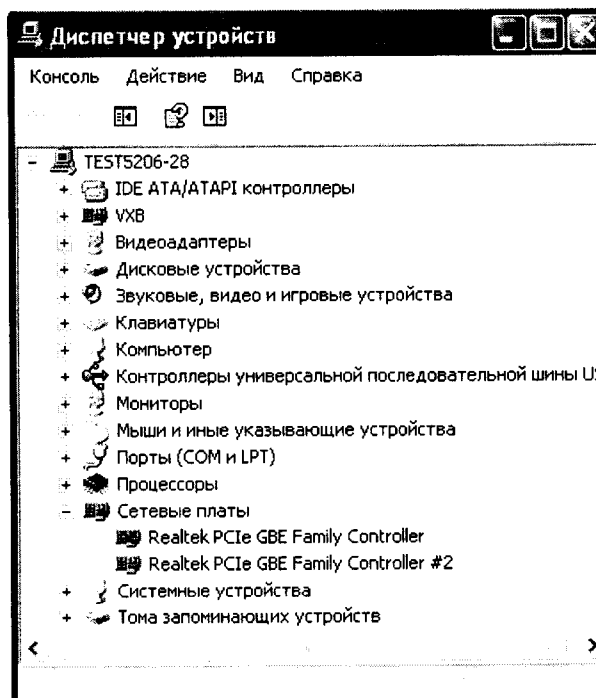 Диспетчер устройств
Консоль Действие Вид Справка
TEST5206-28
IDE ATA/ATAPI контроллеры
VXB
Видеоадаптеры
Дисковые устройства
Звуковые, видео и игровые устройства
Клавиатуры
Компьютер
Контроллеры универсальной последовательной шины
Мониторы
Мыши и иные указывающие устройства
Порты (COM и LPT)
Процессоры
Сетевые платы
Realtek PCIe GBE Family Controller
Realtek PCIe GBE Family Controller #2
Системные устройства
Тома запоминающих устройств